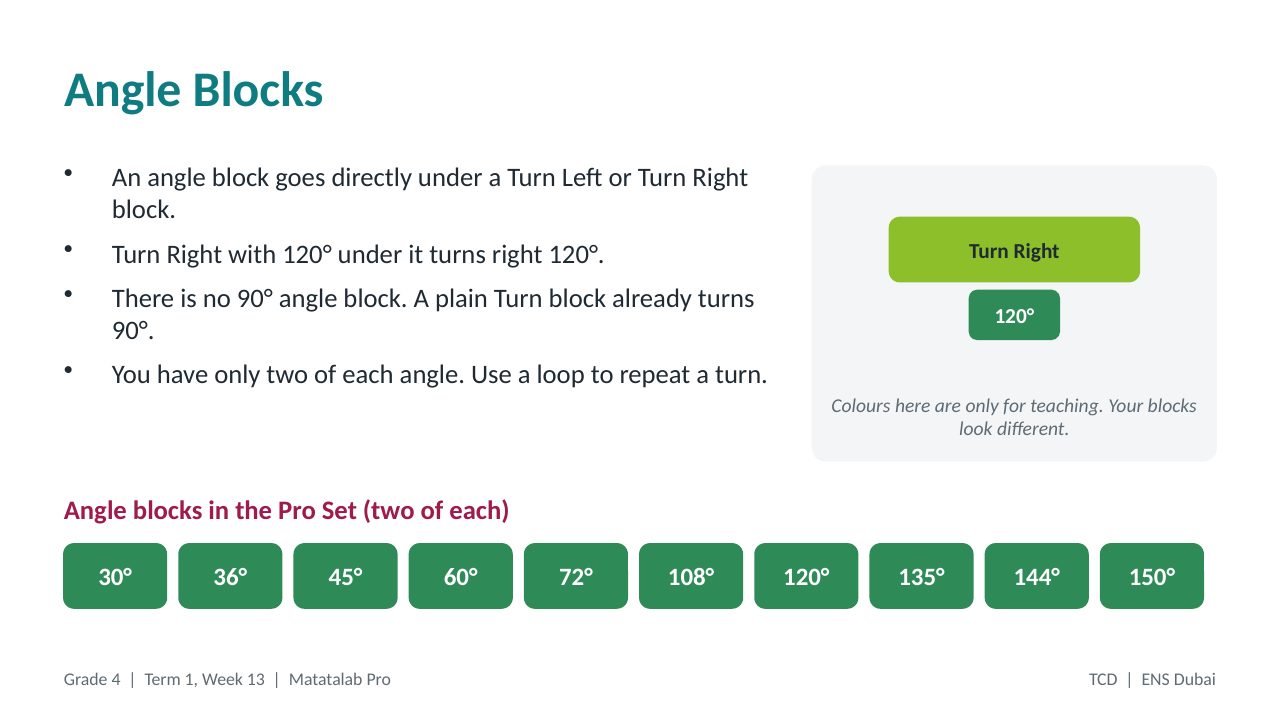 Angle Blocks
• An angle block goes directly under a Turn Left or Turn Right
block.
• Turn Right with 120° under it turns right 120°.
• There is no 90° angle block. A plain Turn block already turns
90°.
• You have only two of each angle. Use a loop to repeat a turn.
Turn Right
120°
Colours here are only for teaching. Your blocks
look different.
Angle blocks in the Pro Set (two of each)
30° 36° 45° 60° 72° 108° 120° 135° 144° 150°
Grade 4 | Term 1, Week 13 | Matatalab Pro
TCD | ENS Dubai